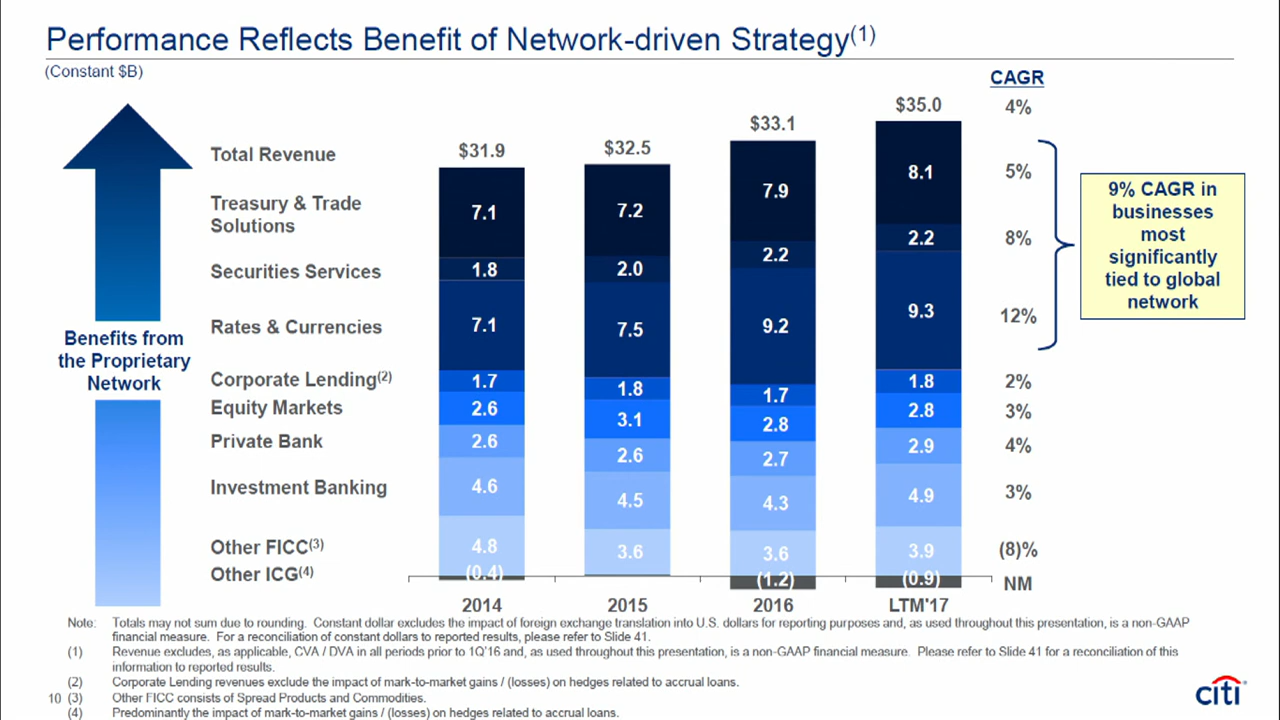 Performance Reflects Benefit of Network-driven Strategy(1)
(Constant $B)
CAGR
Total Revenue $31.9 $32.5 $33.1 $35.0 4%
Treasury & Trade
Solutions 7.1 7.2 7.9 8.1 5%
Securities Services 1.8 2.0 2.2 2.2 8%
Rates & Currencies 7.1 7.5 9.2 9.3 12%
Corporate Lending(2) 1.7 1.8 1.7 1.8 2%
Equity Markets 2.6 3.1 2.8 2.8 3%
Private Bank 2.6 2.6 2.7 2.9 4%
Investment Banking 4.6 4.5 4.3 4.9 3%
Other FICC(3) 4.8 3.6 3.6 3.9 (8)%
Other ICG(4) (0.4) (1.2) (0.9) NM
2014 2015 2016 LTM'17
Benefits from
the Proprietary
Network
9% CAGR in
businesses
most
significantly
tied to global
network
Note: Totals may not sum due to rounding. Constant dollar excludes the impact of foreign exchange translation into U.S. dollars for reporting purposes and, as used throughout this presentation, is a non-GAAP
financial measure. For a reconciliation of constant dollars to reported results, please refer to Slide 41.
(1) Revenue excludes, as applicable, CVA / DVA in all periods prior to 1Q'16 and, as used throughout this presentation, is a non-GAAP financial measure. Please refer to Slide 41 for a reconciliation of this
information to reported results.
(2) Corporate Lending revenues exclude the impact of mark-to-market gains / (losses) on hedges related to accrual loans.
10 (3) Other FICC consists of Spread Products and Commodities.
(4) Predominantly the impact of mark-to-market gains / (losses) on hedges related to accrual loans.
citi